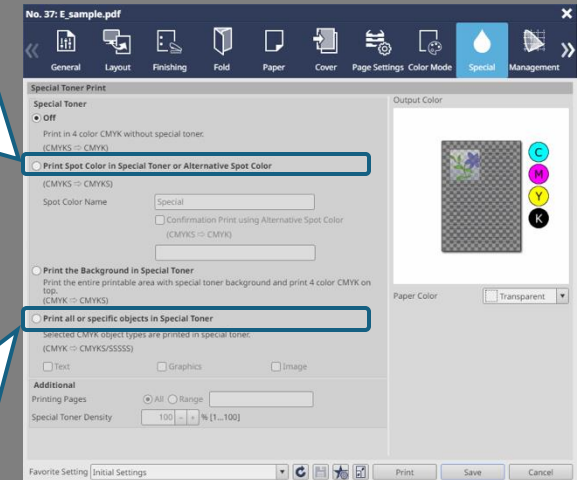 No. 37: E_sample.pdf
General Layout Finishing Fold Paper Cover Page Settings Color Mode Special Management
Special Toner Print
Special Toner
Output Color
Off
Print in 4 color CMYK without special toner.
(CMYKS ⇨ CMYK)
Print Spot Color in Special Toner or Alternative Spot Color
(CMYKS ⇨ CMYKS)
Spot Color Name Special
Confirmation Print using Alternative Spot Color
(CMYKS ⇨ CMYK)
C
M
Y
K
Print the Background in Special Toner
Print the entire printable area with special toner background and print 4 color CMYK on
top.
(CMYK ⇨ CMYKS)
Paper Color Transparent
Print all or specific objects in Special Toner
Selected CMYK object types are printed in special toner.
(CMYK ⇨ CMYKS/SSSSS)
Text Graphics Image
Additional
Printing Pages All Range
Special Toner Density 100 - + % [1...100]
Favorite Setting Initial Settings Print Save Cancel